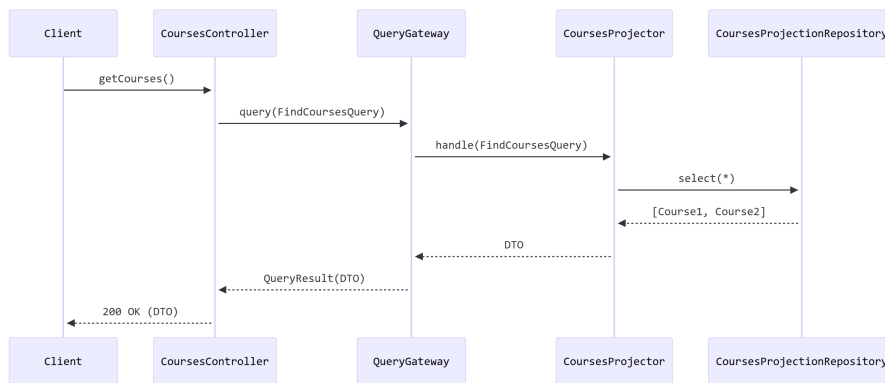 Client
CoursesController
QueryGateway
CoursesProjector
CoursesProjectionRepository
getCourses()
query(FindCoursesQuery)
handle(FindCoursesQuery)
select(*)
[Course1, Course2]
DTO
QueryResult(DTO)
200 OK (DTO)
Client
CoursesController
QueryGateway
CoursesProjector
CoursesProjectionRepository